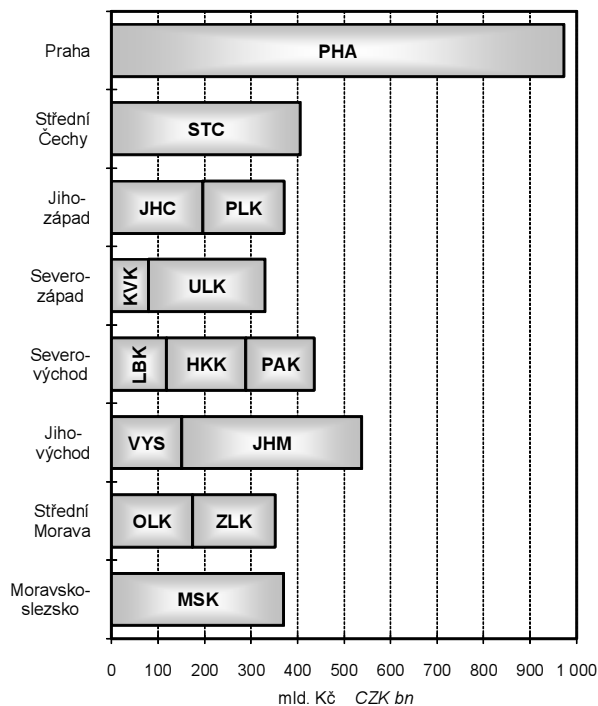 Praha
PHA
Střední
Čechy
STC
Jiho-
západ
JHC PLK
Severo-
západ
KVK ULK
Severo-
východ
LBK HKK PAK
Jiho-
východ
VYS JHM
Střední
Morava
OLK ZLK
Moravsko-
slezsko
MSK
0 100 200 300 400 500 600 700 800 900 1 000
mld. Kč CZK bn